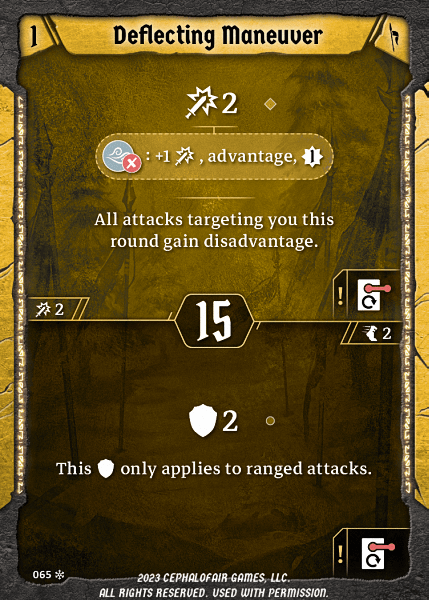 1
Deflecting Maneuver
2
: +1 , advantage,
All attacks targeting you this
round gain disadvantage.
!
2
15
2
2
This only applies to ranged attacks.
!
065
2023 CEPHALOFAIR GAMES, LLC.
ALL RIGHTS RESERVED. USED WITH PERMISSION.